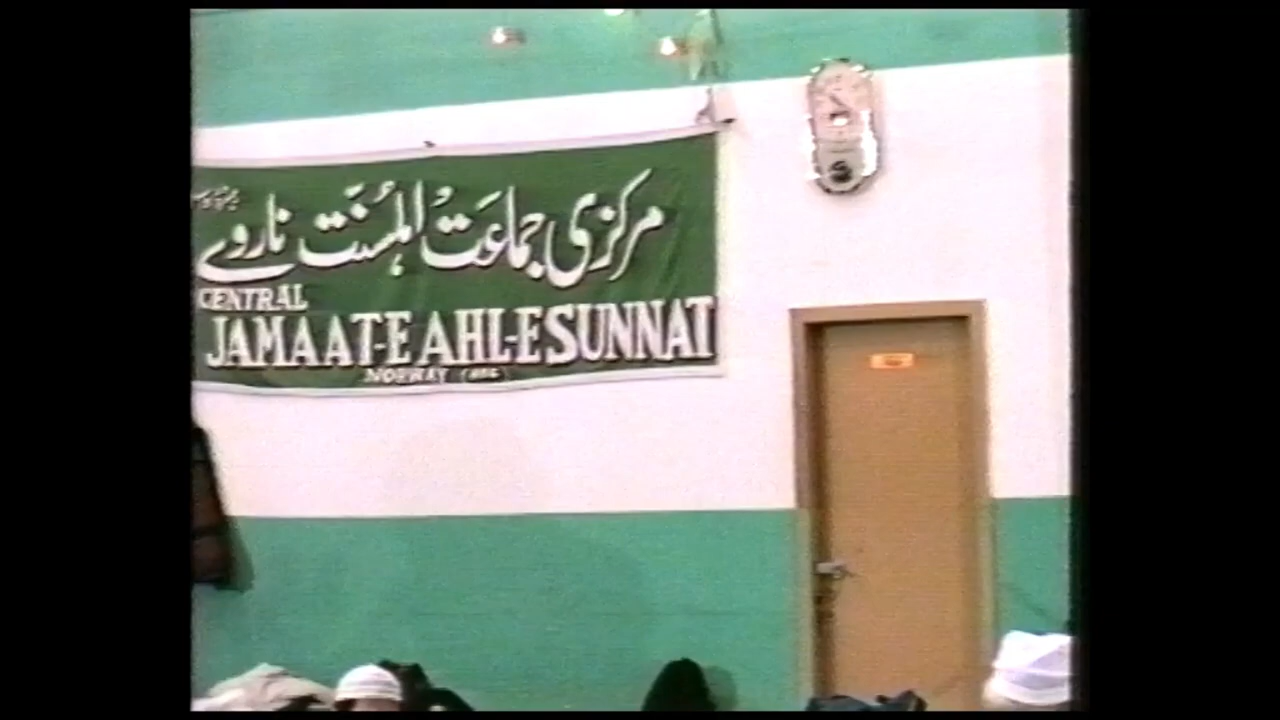 مرکزی جماعت اہلسنت ناروے
CENTRAL
JAMAAT-E AHL-E SUNNAT
NORWAY